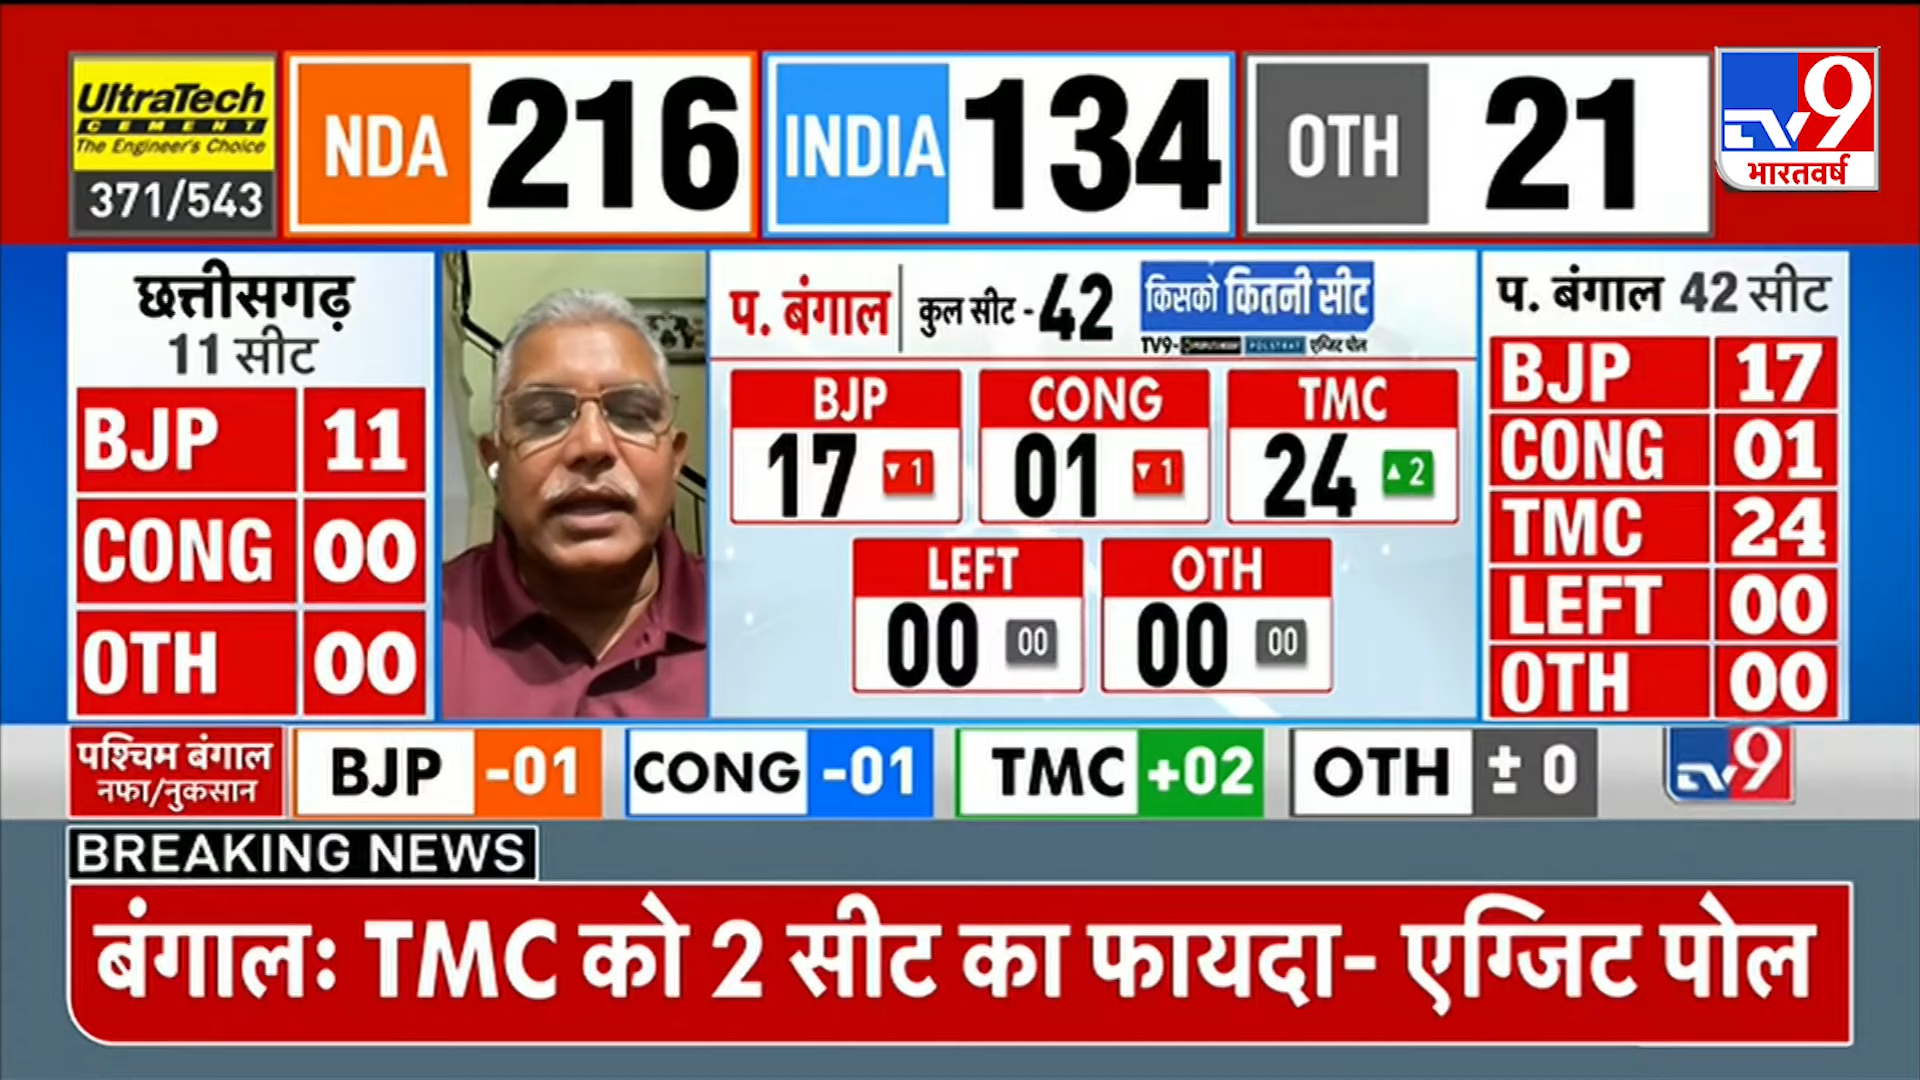 UltraTech
CEMENT
The Engineer's Choice
371/543
NDA 216
INDIA 134
OTH 21
TV9
भारतवर्ष
छत्तीसगढ़
11 सीट
BJP 11
CONG 00
OTH 00
प. बंगाल कुल सीट - 42 किसको कितनी सीट
TV9- POLSTRAT एग्जिट पोल
BJP CONG TMC
17 ▼1 01 ▼1 24 ▲2
LEFT OTH
00 00 00 00
प. बंगाल 42 सीट
BJP 17
CONG 01
TMC 24
LEFT 00
OTH 00
पश्चिम बंगाल
नफा/नुकसान
BJP -01 CONG -01 TMC +02 OTH ± 0
TV9
BREAKING NEWS
बंगालः TMC को 2 सीट का फायदा- एग्जिट पोल